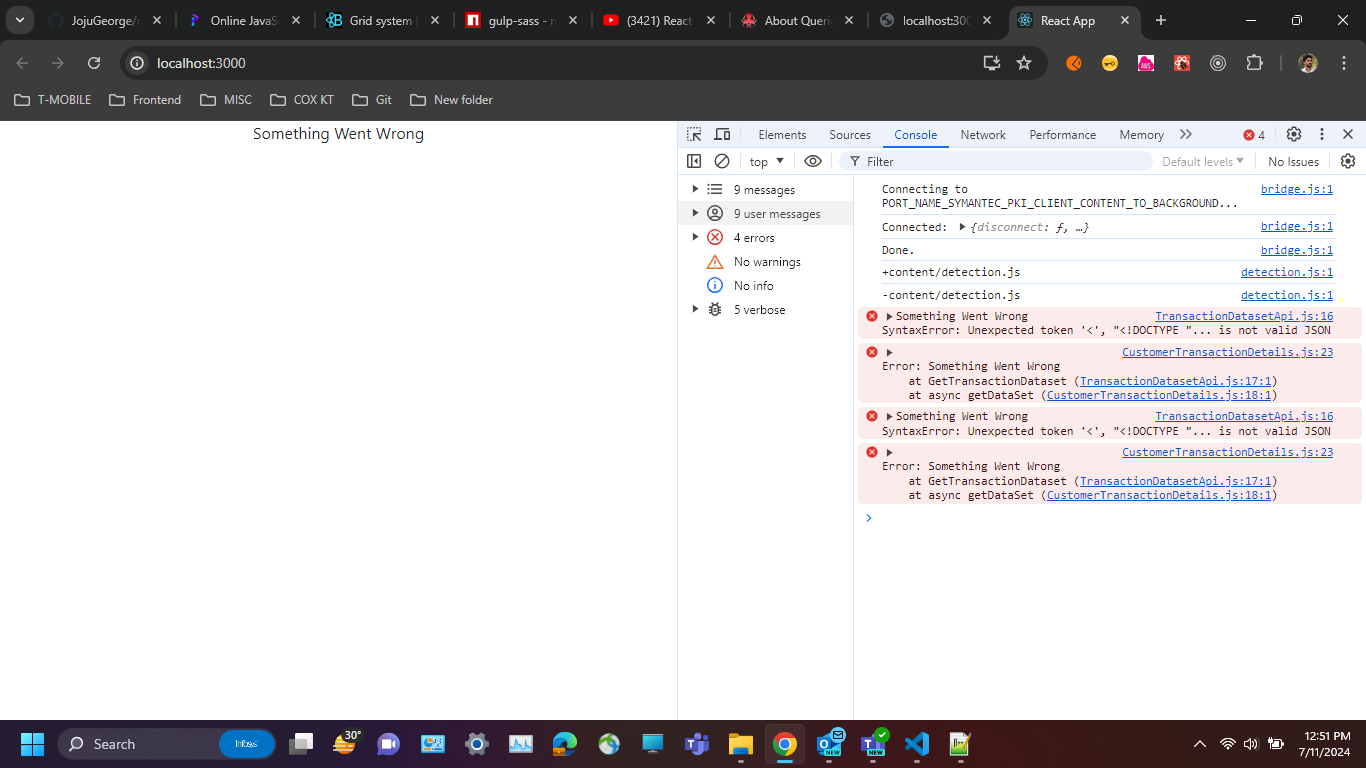 JojuGeorge/r
Online JavaS
Grid system
gulp-sass - n
(3421) React
About Queri
localhost:300
React App
localhost:3000
T-MOBILE
Frontend
MISC
COX KT
Git
New folder
Something Went Wrong
Elements
Sources
Console
Network
Performance
Memory
4
top
Filter
Default levels
No Issues
9 messages
9 user messages
4 errors
No warnings
No info
5 verbose
Connecting to bridge.js:1
PORT_NAME_SYMANTEC_PKI_CLIENT_CONTENT_TO_BACKGROUND...
Connected: {disconnect: ƒ, …} bridge.js:1
Done. bridge.js:1
+content/detection.js detection.js:1
-content/detection.js detection.js:1
Something Went Wrong TransactionDatasetApi.js:16
SyntaxError: Unexpected token '<', "<!DOCTYPE "... is not valid JSON
CustomerTransactionDetails.js:23
Error: Something Went Wrong
at GetTransactionDataset (TransactionDatasetApi.js:17:1)
at async getDataSet (CustomerTransactionDetails.js:18:1)
Something Went Wrong TransactionDatasetApi.js:16
SyntaxError: Unexpected token '<', "<!DOCTYPE "... is not valid JSON
CustomerTransactionDetails.js:23
Error: Something Went Wrong
at GetTransactionDataset (TransactionDatasetApi.js:17:1)
at async getDataSet (CustomerTransactionDetails.js:18:1)
Search
Infosys
30°
NEW
NEW
12:51 PM
7/11/2024